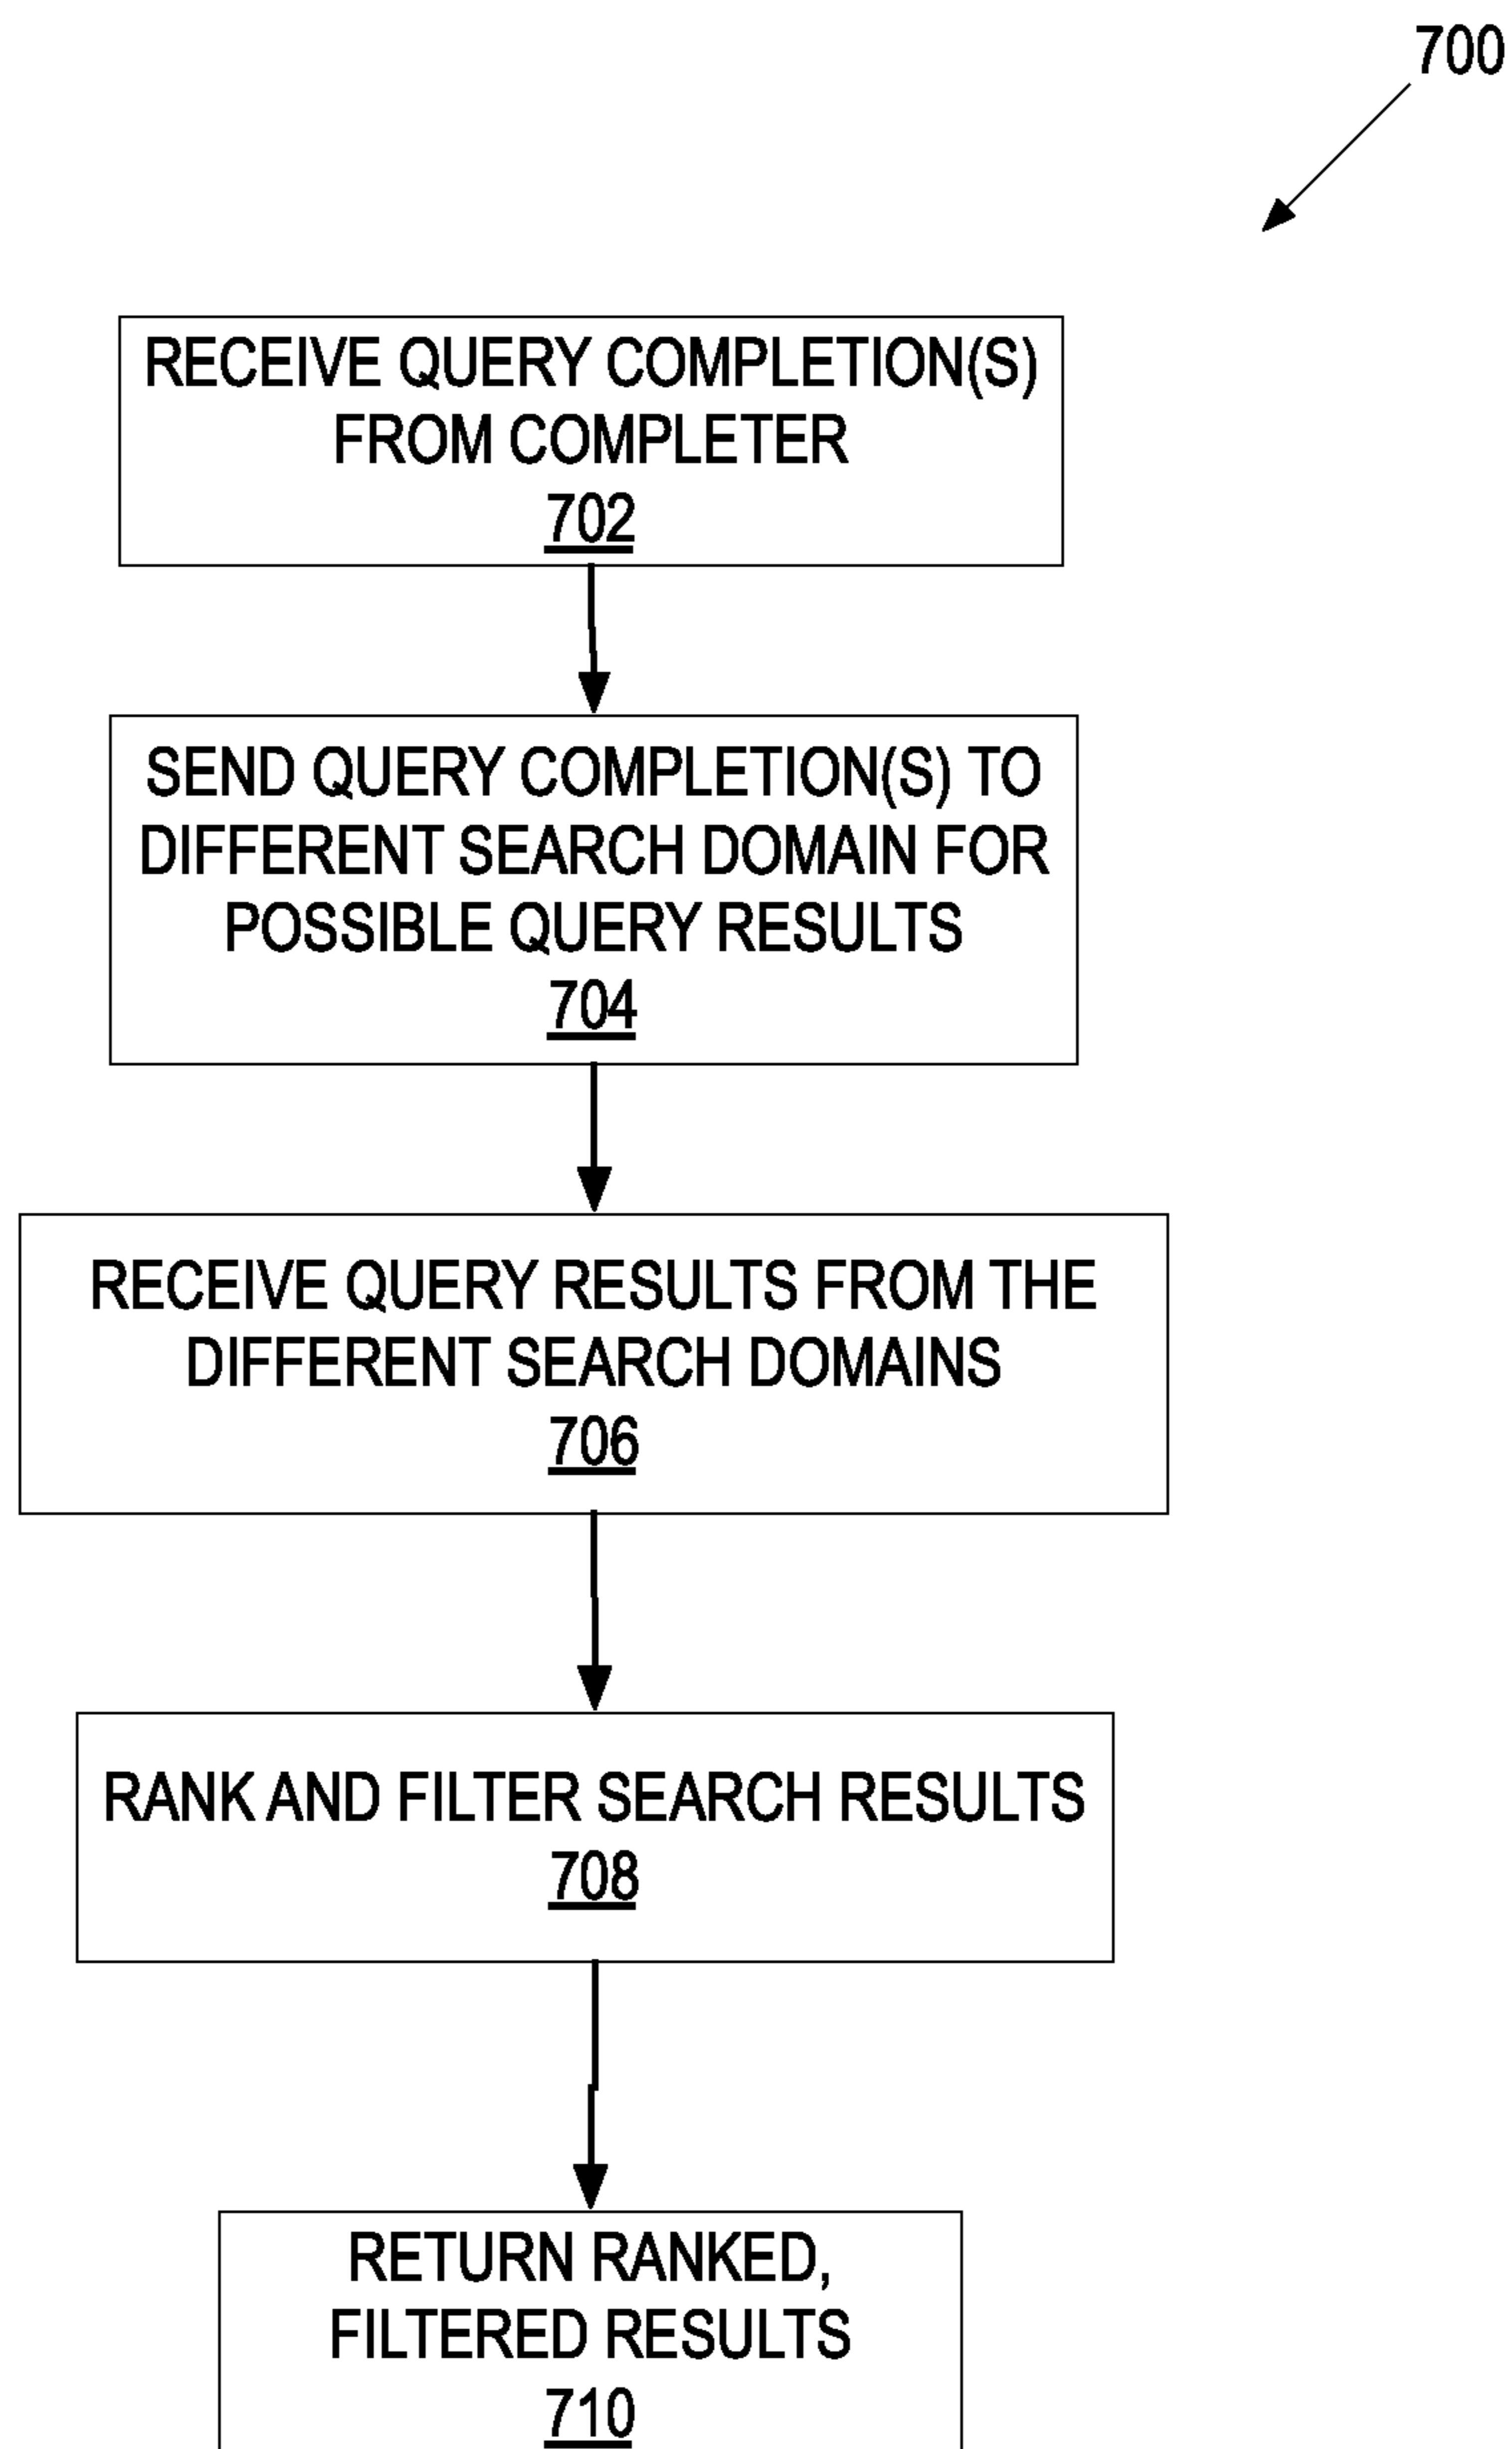 700
RECEIVE QUERY COMPLETION(S)
FROM COMPLETER
702
SEND QUERY COMPLETION(S) TO
DIFFERENT SEARCH DOMAIN FOR
POSSIBLE QUERY RESULTS
704
RECEIVE QUERY RESULTS FROM THE
DIFFERENT SEARCH DOMAINS
706
RANK AND FILTER SEARCH RESULTS
708
RETURN RANKED,
FILTERED RESULTS
710